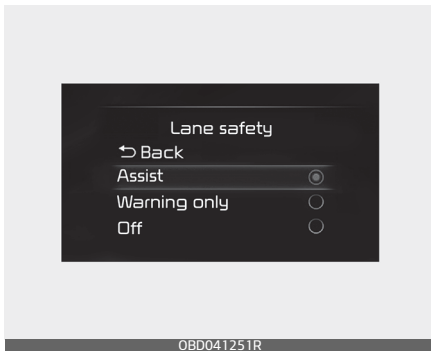 Lane safety
Back
Assist
Warning only
Off
OBD041251R